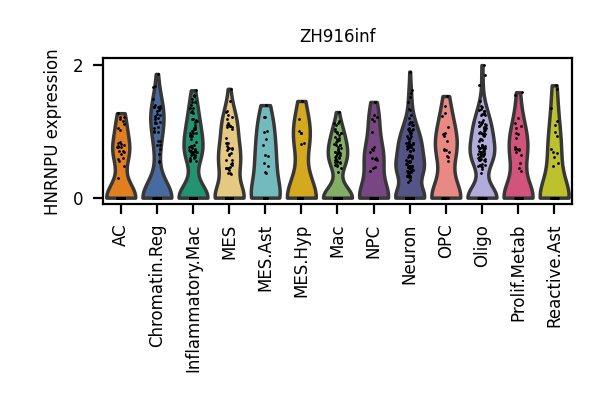 ZH916inf
HNRNPU expression
2
0
AC
Chromatin.Reg
Inflammatory.Mac
MES
MES.Ast
MES.Hyp
Mac
NPC
Neuron
OPC
Oligo
Prolif.Metab
Reactive.Ast